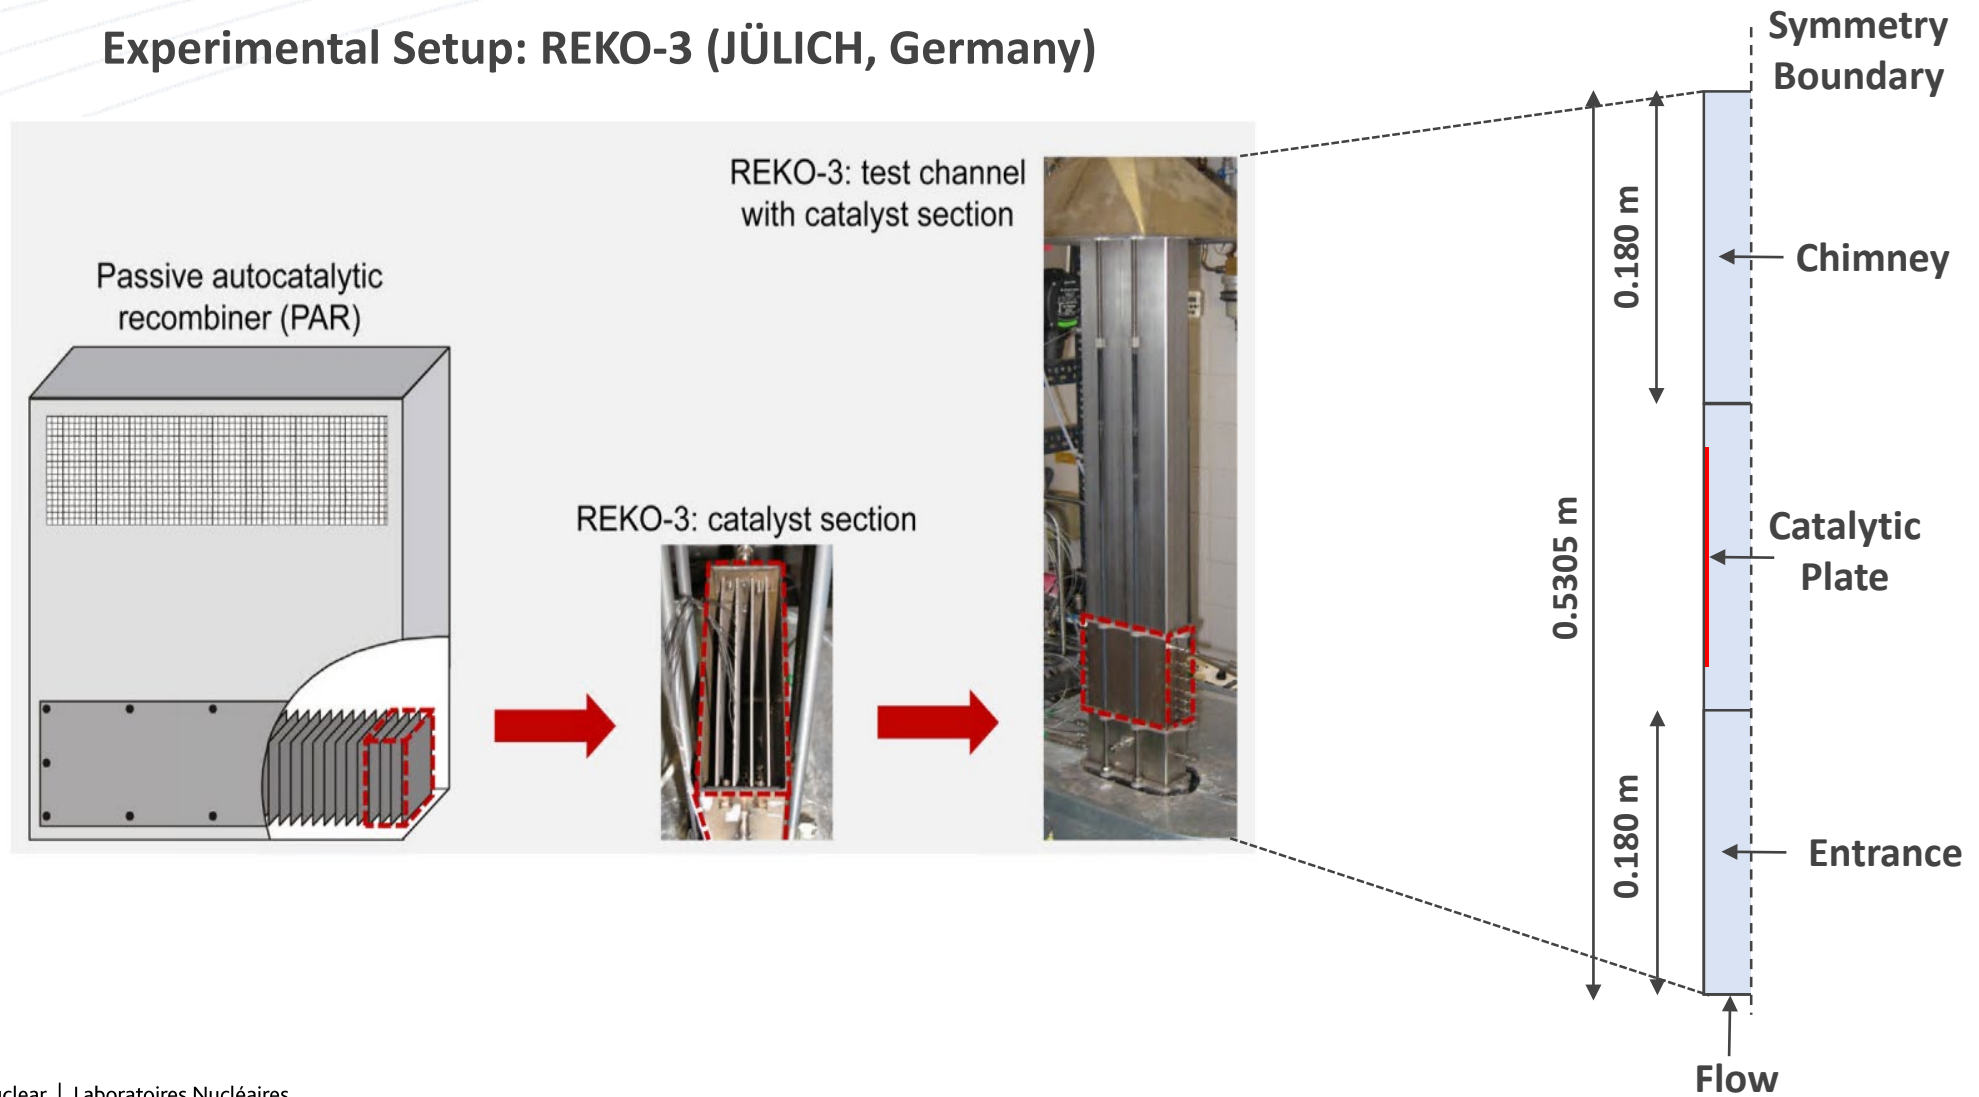 Experimental Setup: REKO-3 (JÜLICH, Germany)
Symmetry
Boundary
REKO-3: test channel
with catalyst section
Passive autocatalytic
recombiner (PAR)
REKO-3: catalyst section
0.180 m
Chimney
0.5305 m
Catalytic
Plate
0.180 m
Entrance
Flow
Laboratoires Nucléaires